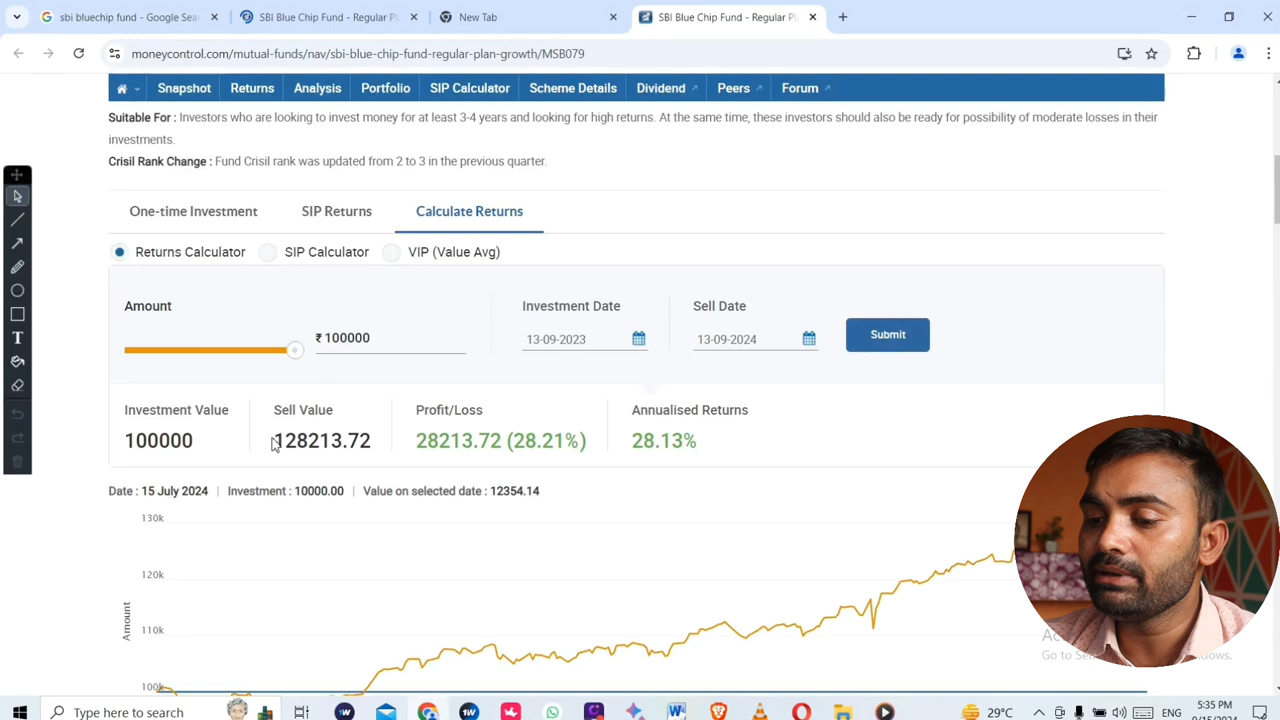 sbi bluechip fund - Google Sea
SBI Blue Chip Fund - Regular Pl
New Tab
SBI Blue Chip Fund - Regular Pl
moneycontrol.com/mutual-funds/nav/sbi-blue-chip-fund-regular-plan-growth/MSB079
Snapshot Returns Analysis Portfolio SIP Calculator Scheme Details Dividend Peers Forum
Suitable For : Investors who are looking to invest money for at least 3-4 years and looking for high returns. At the same time, these investors should also be ready for possibility of moderate losses in their
investments.
Crisil Rank Change : Fund Crisil rank was updated from 2 to 3 in the previous quarter.
One-time Investment SIP Returns Calculate Returns
Returns Calculator SIP Calculator VIP (Value Avg)
Amount Investment Date Sell Date
₹ 100000 13-09-2023 13-09-2024 Submit
Investment Value Sell Value Profit/Loss Annualised Returns
100000 128213.72 28213.72 (28.21%) 28.13%
Date : 15 July 2024 | Investment : 10000.00 | Value on selected date : 12354.14
130k
120k
110k
100k
Amount
T
Go to Se
Type here to search
29°C
ENG
5:35 PM
9/15/2024